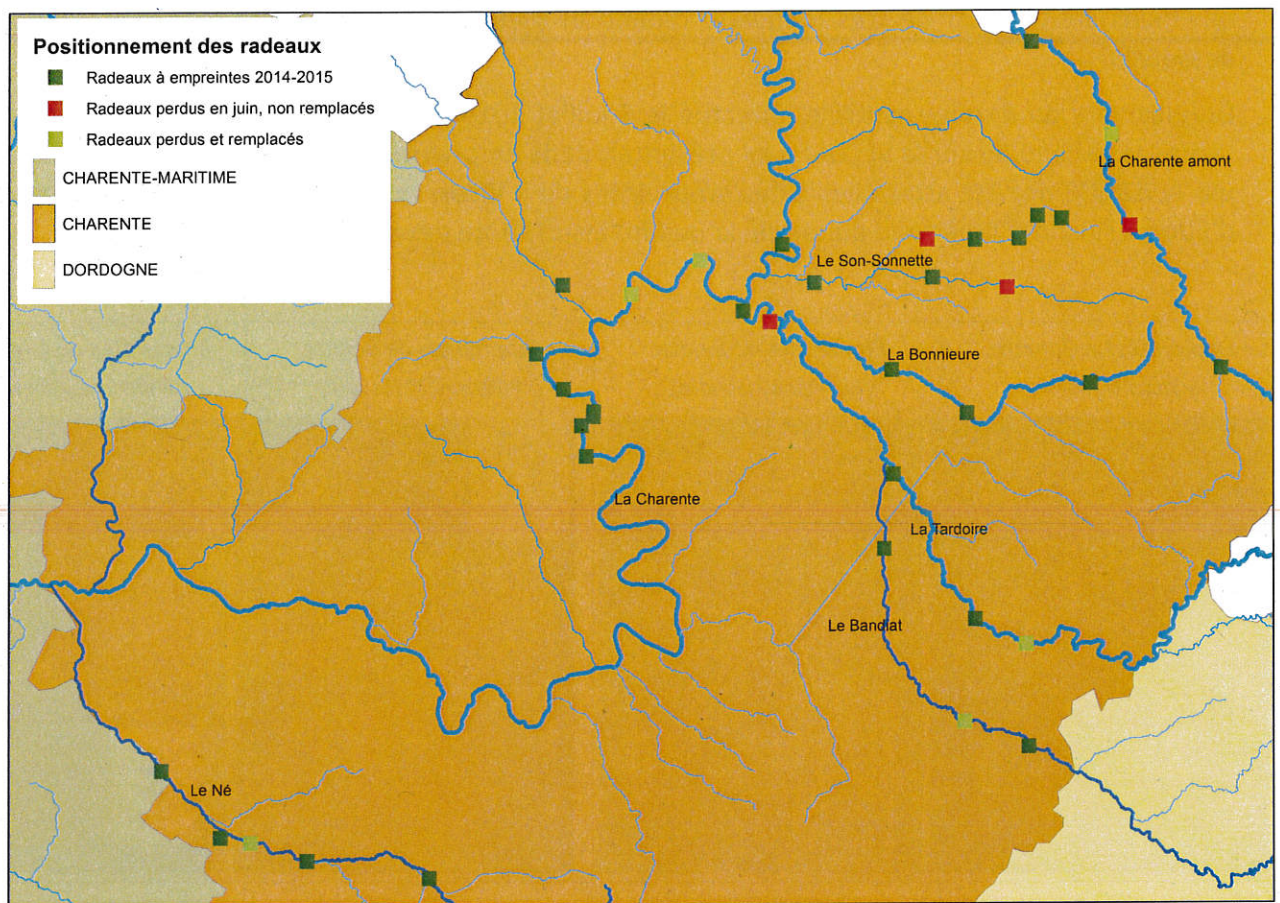 Positionnement des radeaux
Radeaux à empreintes 2014-2015
Radeaux perdus en juin, non remplacés
Radeaux perdus et remplacés
CHARENTE-MARITIME
CHARENTE
DORDOGNE
La Charente amont
Le Son-Sonnette
La Bonnieure
La Charente
La Tardoire
Le Bandiat
Le Né